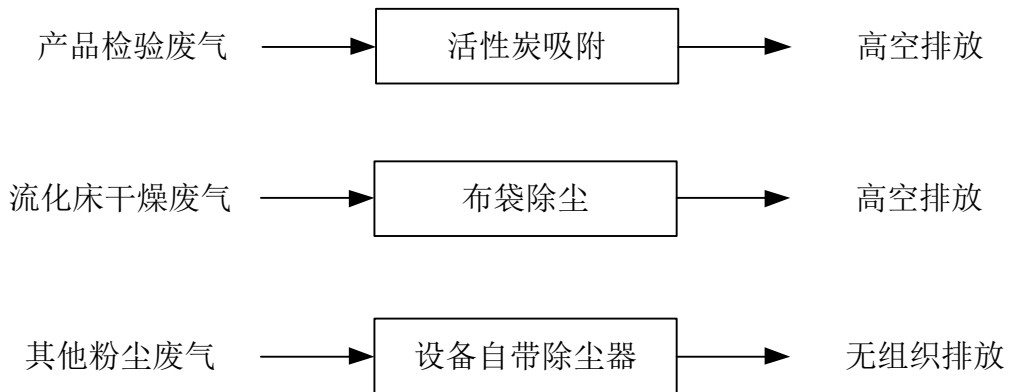 产品检验废气 活性炭吸附 高空排放
流化床干燥废气 布袋除尘 高空排放
其他粉尘废气 设备自带除尘器 无组织排放